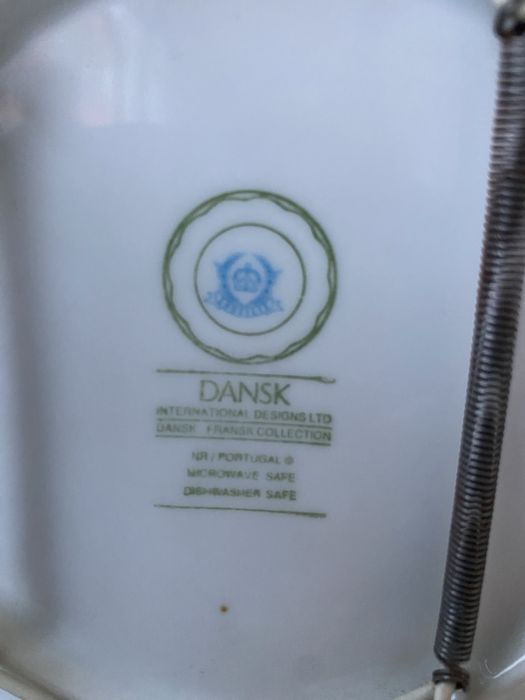 DANSK
INTERNATIONAL DESIGNS LTD
DANSK FRANSK COLLECTION
NR / PORTUGAL ©
MICROWAVE SAFE
DISHWASHER SAFE